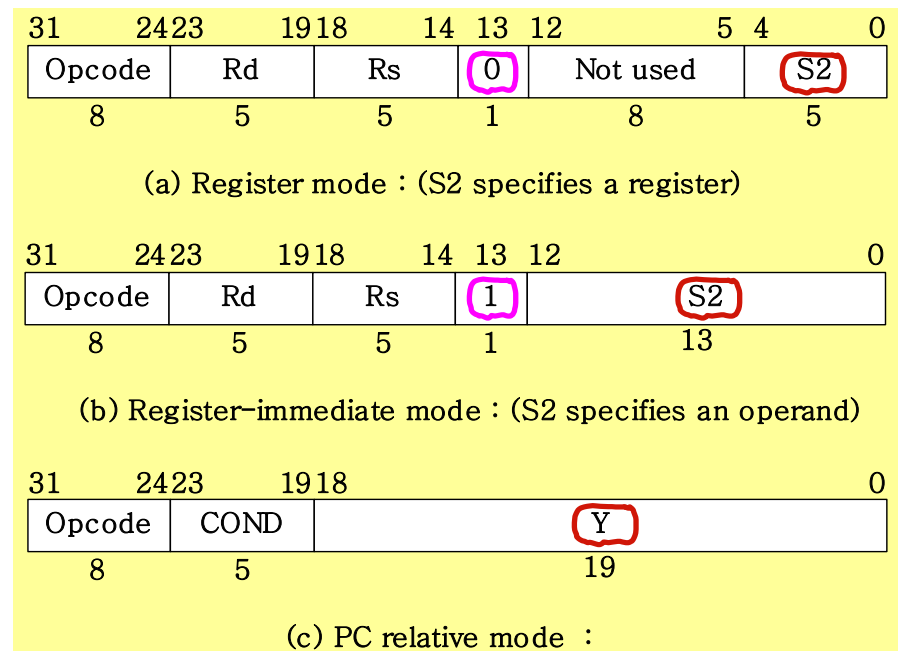 31 24 23 19 18 14 13 12 5 4 0
Opcode Rd Rs 0 Not used S2
8 5 5 1 8 5
(a) Register mode : (S2 specifies a register)
31 24 23 19 18 14 13 12 0
Opcode Rd Rs 1 S2
8 5 5 1 13
(b) Register-immediate mode : (S2 specifies an operand)
31 24 23 19 18 0
Opcode COND Y
8 5 19
(c) PC relative mode :